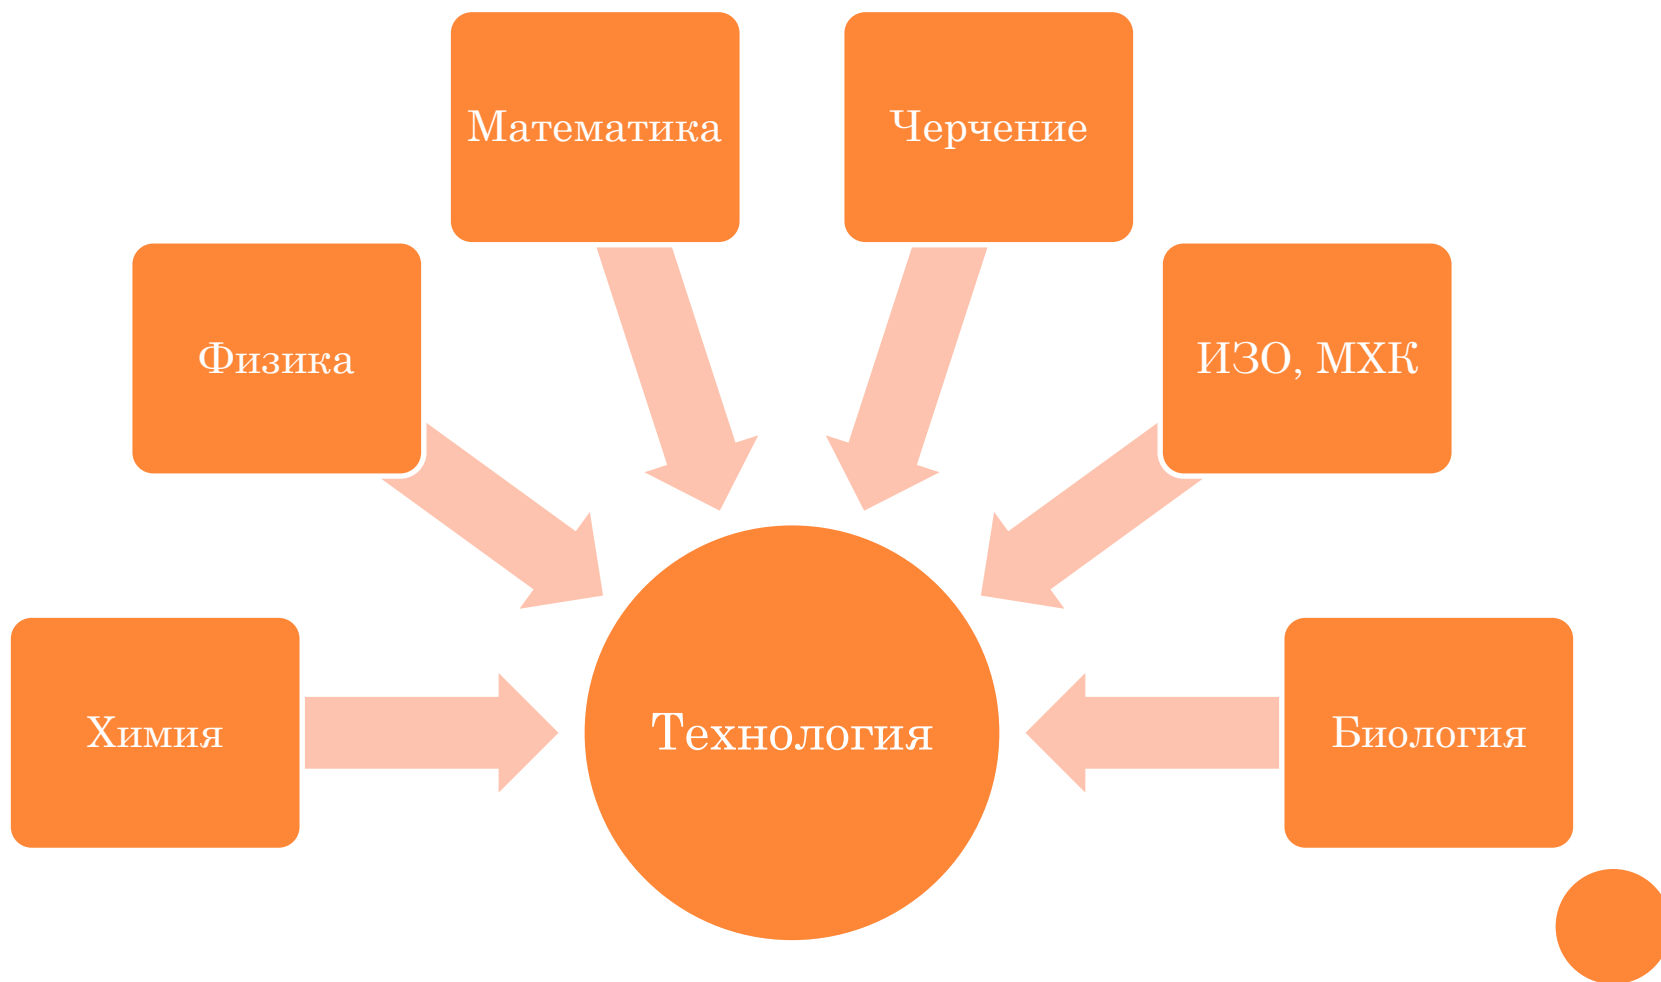 Математика
Черчение
Физика
ИЗО, МХК
Химия
Технология
Биология